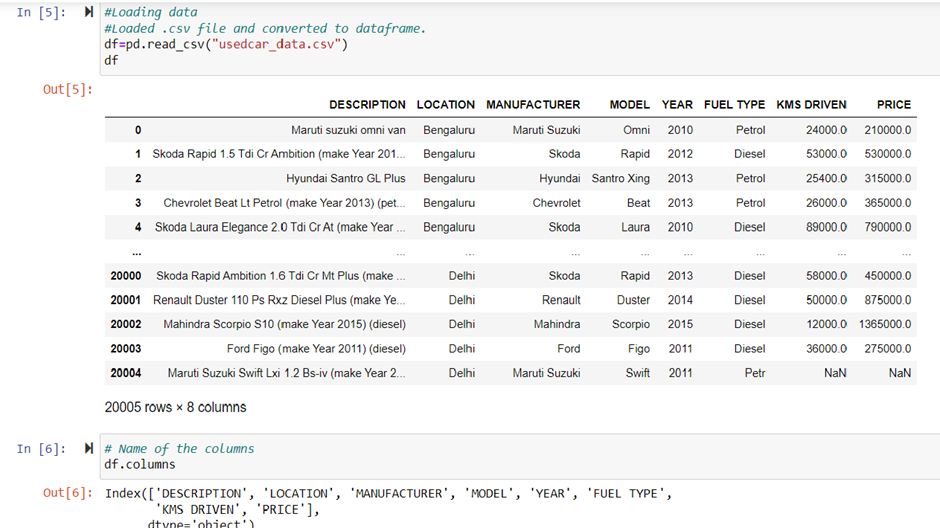 In [5]:
#Loading data
#Loaded .csv file and converted to dataframe.
df=pd.read_csv("usedcar_data.csv")
df
Out[5]:
DESCRIPTION LOCATION MANUFACTURER MODEL YEAR FUEL TYPE KMS DRIVEN PRICE
0 Maruti suzuki omni van Bengaluru Maruti Suzuki Omni 2010 Petrol 24000.0 210000.0
1 Skoda Rapid 1.5 Tdi Cr Ambition (make Year 201... Bengaluru Skoda Rapid 2012 Diesel 53000.0 530000.0
2 Hyundai Santro GL Plus Bengaluru Hyundai Santro Xing 2013 Petrol 25400.0 315000.0
3 Chevrolet Beat Lt Petrol (make Year 2013) (pet... Bengaluru Chevrolet Beat 2013 Petrol 26000.0 365000.0
4 Skoda Laura Elegance 2.0 Tdi Cr At (make Year ... Bengaluru Skoda Laura 2010 Diesel 89000.0 790000.0
... ... ... ... ... ... ... ... ...
20000 Skoda Rapid Ambition 1.6 Tdi Cr Mt Plus (make ... Delhi Skoda Rapid 2013 Diesel 58000.0 450000.0
20001 Renault Duster 110 Ps Rxz Diesel Plus (make Ye... Delhi Renault Duster 2014 Diesel 50000.0 875000.0
20002 Mahindra Scorpio S10 (make Year 2015) (diesel) Delhi Mahindra Scorpio 2015 Diesel 12000.0 1365000.0
20003 Ford Figo (make Year 2011) (diesel) Delhi Ford Figo 2011 Diesel 36000.0 275000.0
20004 Maruti Suzuki Swift Lxi 1.2 Bs-iv (make Year 2... Delhi Maruti Suzuki Swift 2011 Petr NaN NaN
20005 rows × 8 columns
In [6]:
# Name of the columns
df.columns
Out[6]:
Index(['DESCRIPTION', 'LOCATION', 'MANUFACTURER', 'MODEL', 'YEAR', 'FUEL TYPE',
'KMS DRIVEN', 'PRICE'],
dtype='object')